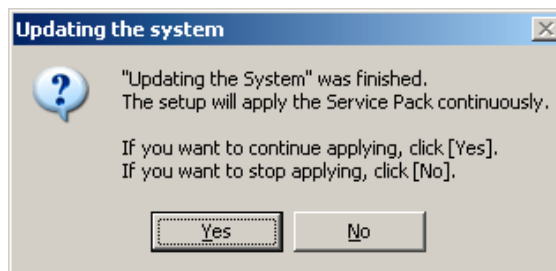 Updating the system
"Updating the System" was finished.
The setup will apply the Service Pack continuously.
If you want to continue applying, click [Yes].
If you want to stop applying, click [No].
Yes
No